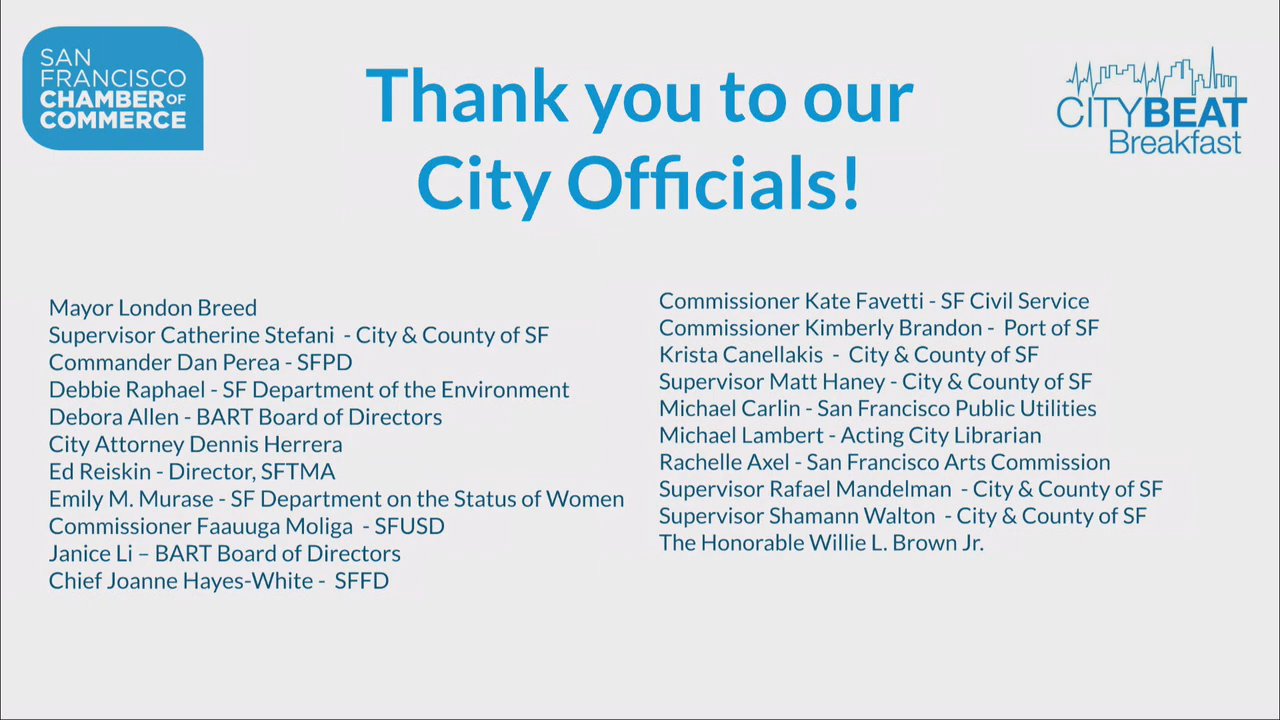 SAN
FRANCISCO
CHAMBER OF
COMMERCE
Thank you to our
City Officials!
CITYBEAT
Breakfast
Mayor London Breed
Supervisor Catherine Stefani - City & County of SF
Commander Dan Perea - SFPD
Debbie Raphael - SF Department of the Environment
Debora Allen - BART Board of Directors
City Attorney Dennis Herrera
Ed Reiskin - Director, SFTMA
Emily M. Murase - SF Department on the Status of Women
Commissioner Faauuga Moliga - SFUSD
Janice Li – BART Board of Directors
Chief Joanne Hayes-White - SFFD
Commissioner Kate Favetti - SF Civil Service
Commissioner Kimberly Brandon - Port of SF
Krista Canellakis - City & County of SF
Supervisor Matt Haney - City & County of SF
Michael Carlin - San Francisco Public Utilities
Michael Lambert - Acting City Librarian
Rachelle Axel - San Francisco Arts Commission
Supervisor Rafael Mandelman - City & County of SF
Supervisor Shamann Walton - City & County of SF
The Honorable Willie L. Brown Jr.